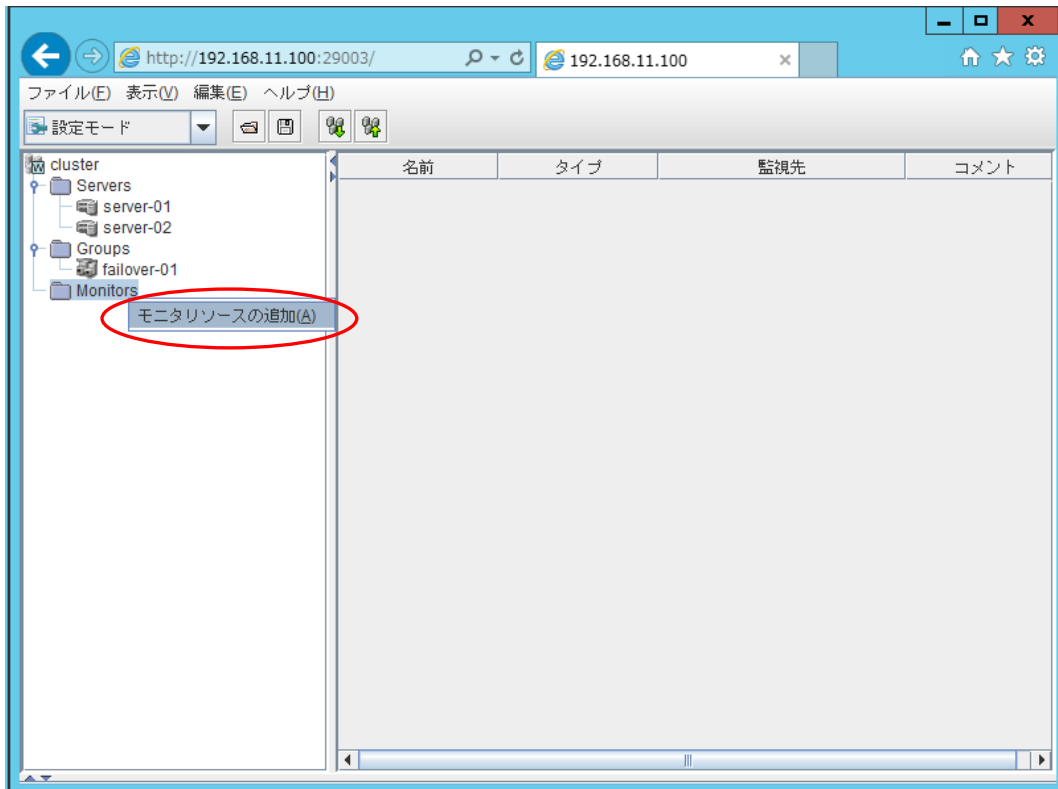 http://192.168.11.100:29003/
192.168.11.100
ファイル(F) 表示(V) 編集(E) ヘルプ(H)
設定モード
cluster
Servers
server-01
server-02
Groups
failover-01
Monitors
モニタリソースの追加(A)
名前 タイプ 監視先 コメント